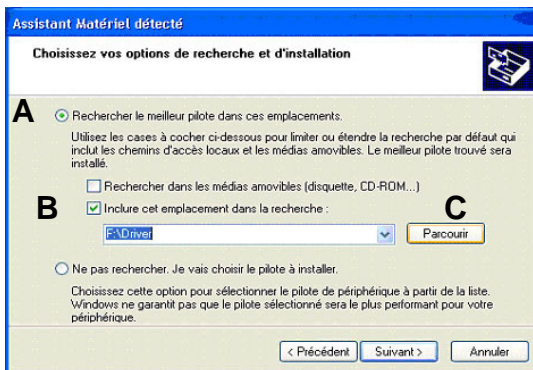 Assistant Matériel détecté
Choisissez vos options de recherche et d'installation
A
Rechercher le meilleur pilote dans ces emplacements.
Utilisez les cases à cocher ci-dessous pour limiter ou étendre la recherche par défaut qui
inclut les chemins d'accès locaux et les médias amovibles. Le meilleur pilote trouvé sera
installé.
Rechercher dans les médias amovibles (disquette, CD-ROM...)
B
Inclure cet emplacement dans la recherche :
C
F:\Driver
Parcourir
Ne pas rechercher. Je vais choisir le pilote à installer.
Choisissez cette option pour sélectionner le pilote de périphérique à partir de la liste.
Windows ne garantit pas que le pilote sélectionné sera le plus performant pour votre
périphérique.
< Précédent
Suivant >
Annuler